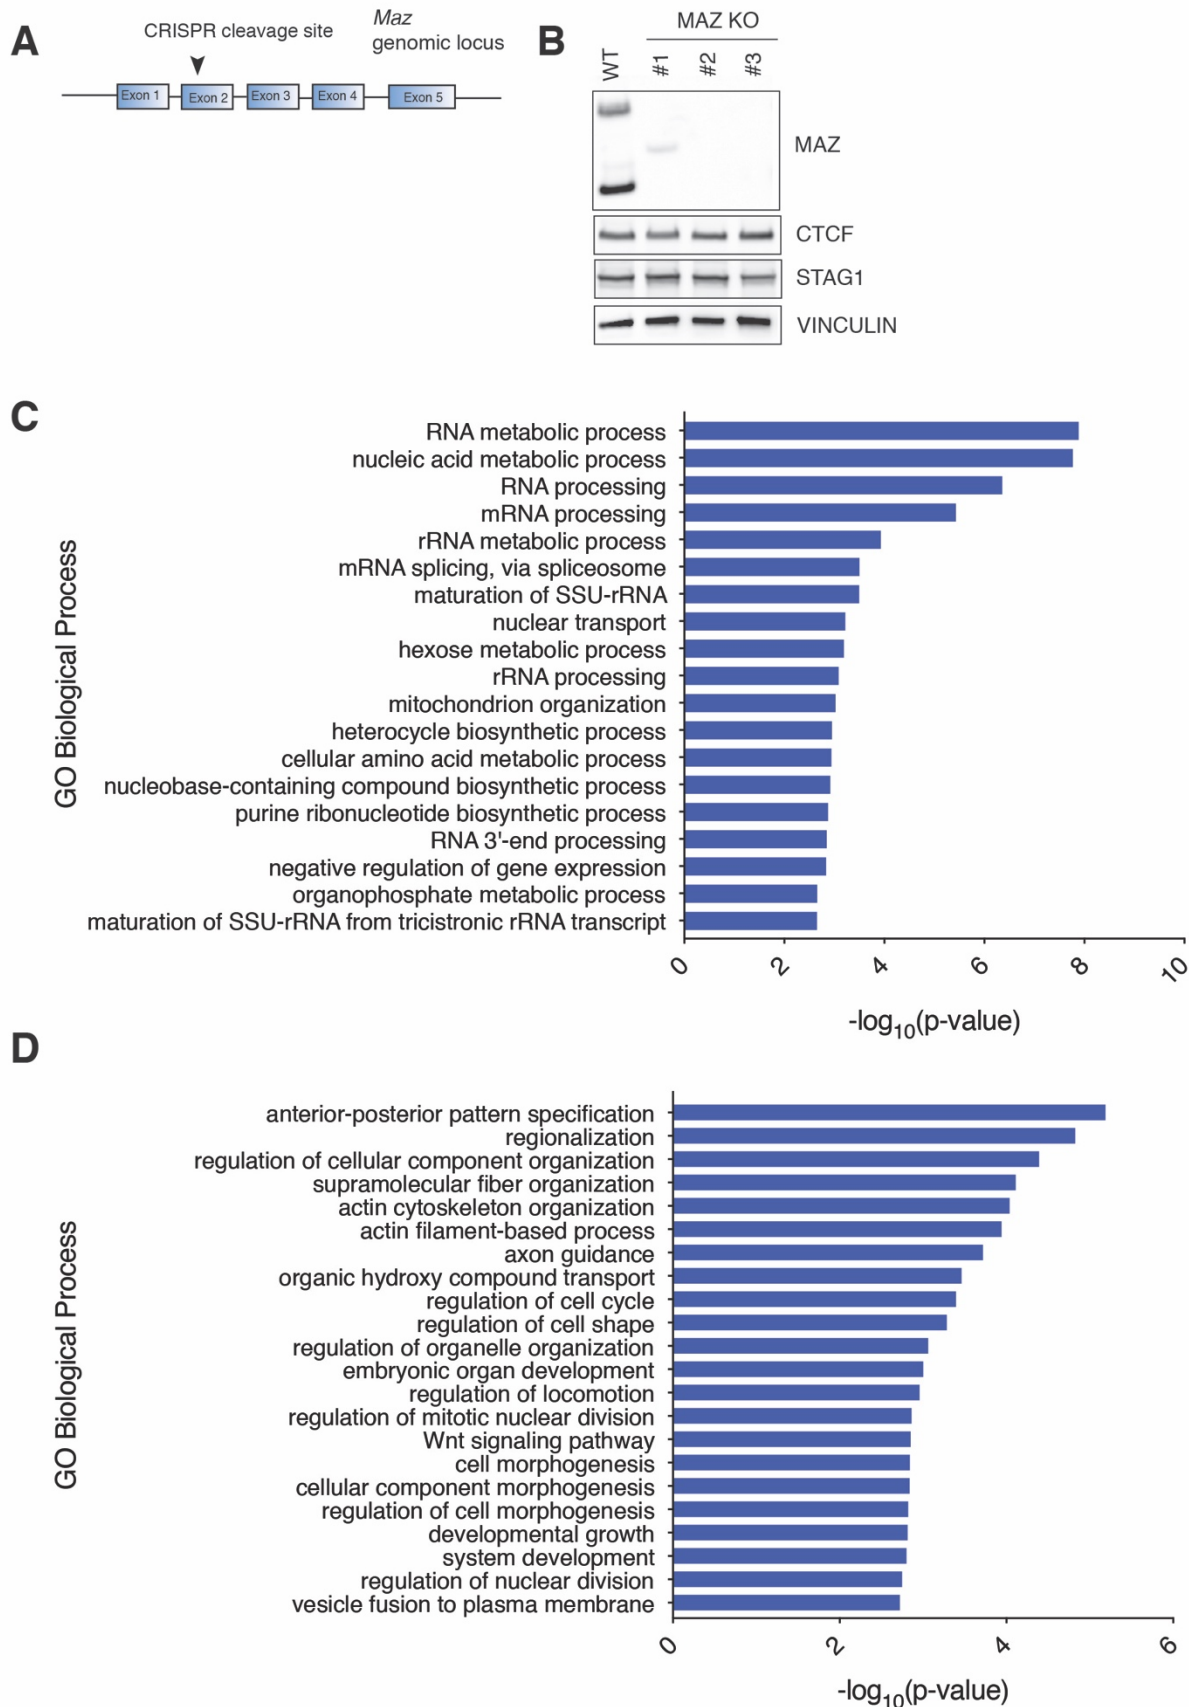 A
CRISPR cleavage site
Maz
genomic locus
Exon 1
Exon 2
Exon 3
Exon 4
Exon 5
B
MAZ KO
WT
#1
#2
#3
MAZ
CTCF
STAG1
VINCULIN
C
GO Biological Process
RNA metabolic process
nucleic acid metabolic process
RNA processing
mRNA processing
rRNA metabolic process
mRNA splicing, via spliceosome
maturation of SSU-rRNA
nuclear transport
hexose metabolic process
rRNA processing
mitochondrion organization
heterocycle biosynthetic process
cellular amino acid metabolic process
nucleobase-containing compound biosynthetic process
purine ribonucleotide biosynthetic process
RNA 3'-end processing
negative regulation of gene expression
organophosphate metabolic process
maturation of SSU-rRNA from tricistronic rRNA transcript
0 2 4 6 8 10
-log10(p-value)
D
GO Biological Process
anterior-posterior pattern specification
regionalization
regulation of cellular component organization
supramolecular fiber organization
actin cytoskeleton organization
actin filament-based process
axon guidance
organic hydroxy compound transport
regulation of cell cycle
regulation of cell shape
regulation of organelle organization
embryonic organ development
regulation of locomotion
regulation of mitotic nuclear division
Wnt signaling pathway
cell morphogenesis
cellular component morphogenesis
regulation of cell morphogenesis
developmental growth
system development
regulation of nuclear division
vesicle fusion to plasma membrane
0 2 4 6
-log10(p-value)